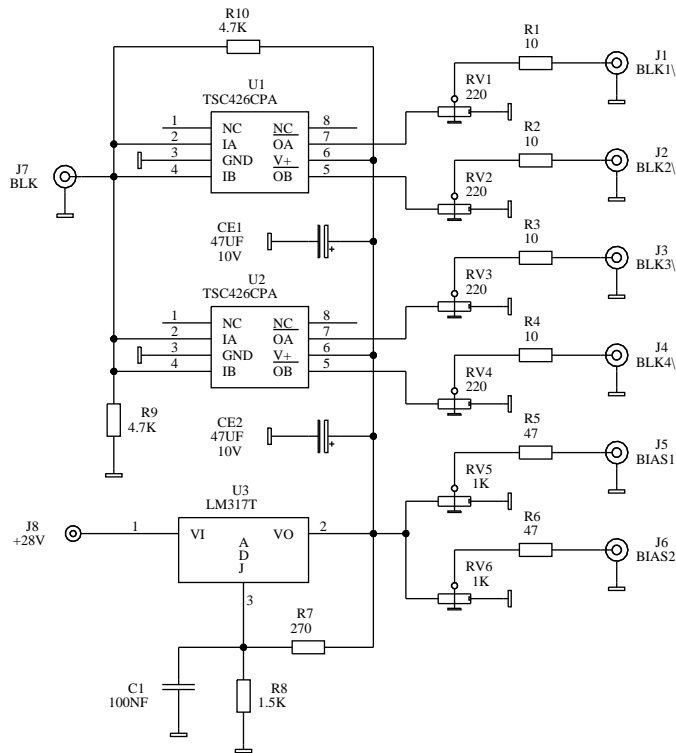 R10
4.7K
R1
10
J1
BLK1\
U1
TSC426CPA
RV1
220
1
NC
NC
8
2
IA
OA
7
3
GND
V+
6
4
IB
OB
5
J7
BLK
R2
10
J2
BLK2\
RV2
220
CE1
47UF
10V
+
R3
10
J3
BLK3\
U2
TSC426CPA
RV3
220
1
NC
NC
8
2
IA
OA
7
3
GND
V+
6
4
IB
OB
5
R4
10
J4
BLK4\
RV4
220
R9
4.7K
CE2
47UF
10V
+
R5
47
J5
BIAS1
RV5
1K
U3
LM317T
J8
+28V
1
VI
VO
2
A
D
J
3
R6
47
J6
BIAS2
RV6
1K
R7
270
C1
100NF
R8
1.5K